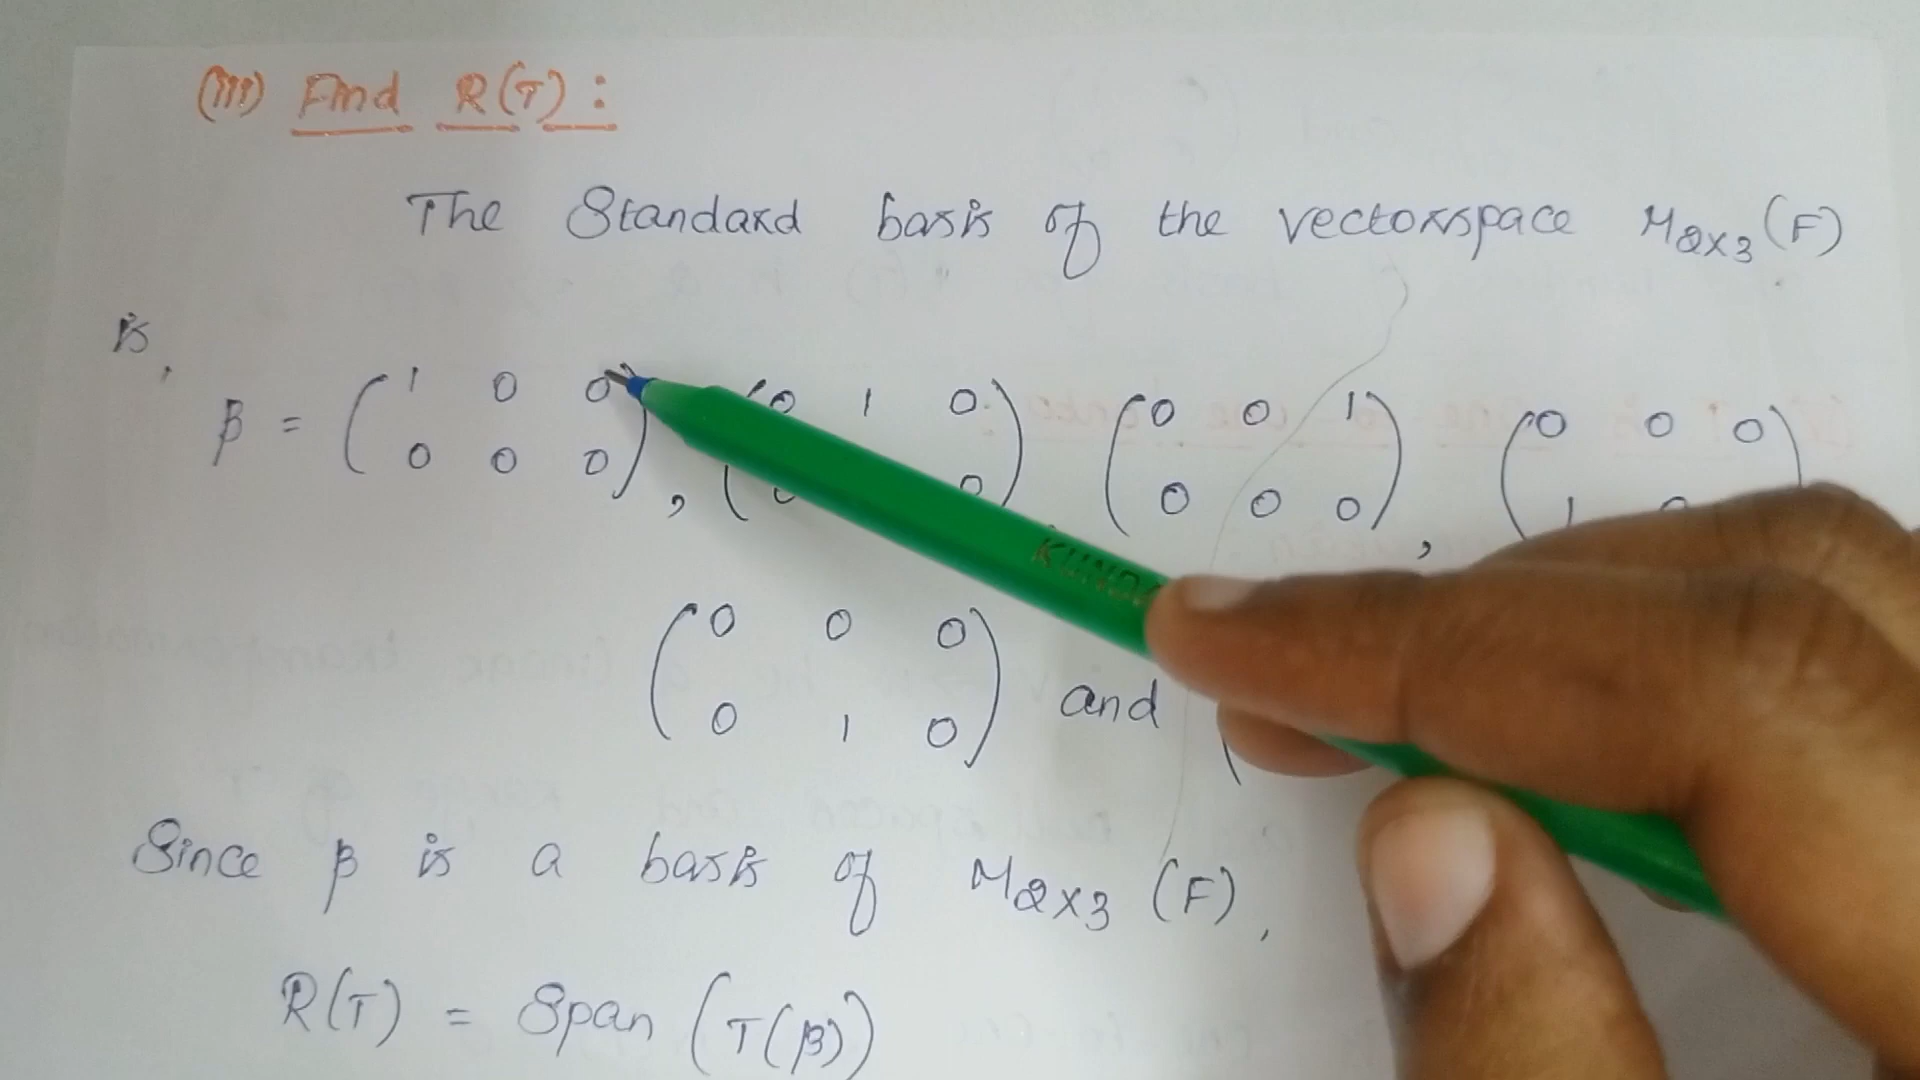 (iii) Find R(T):
The Standard basis of the vectorspace M2x3 (F)
is,
β = (1 0 0
0 0 0), (0 1 0
0 0), (0 0 1
0 0 0), (0 0 0
1 0
(0 0 0
0 1 0) and (
Since β is a basis of M2x3 (F),
R(T) = Span (T(β))